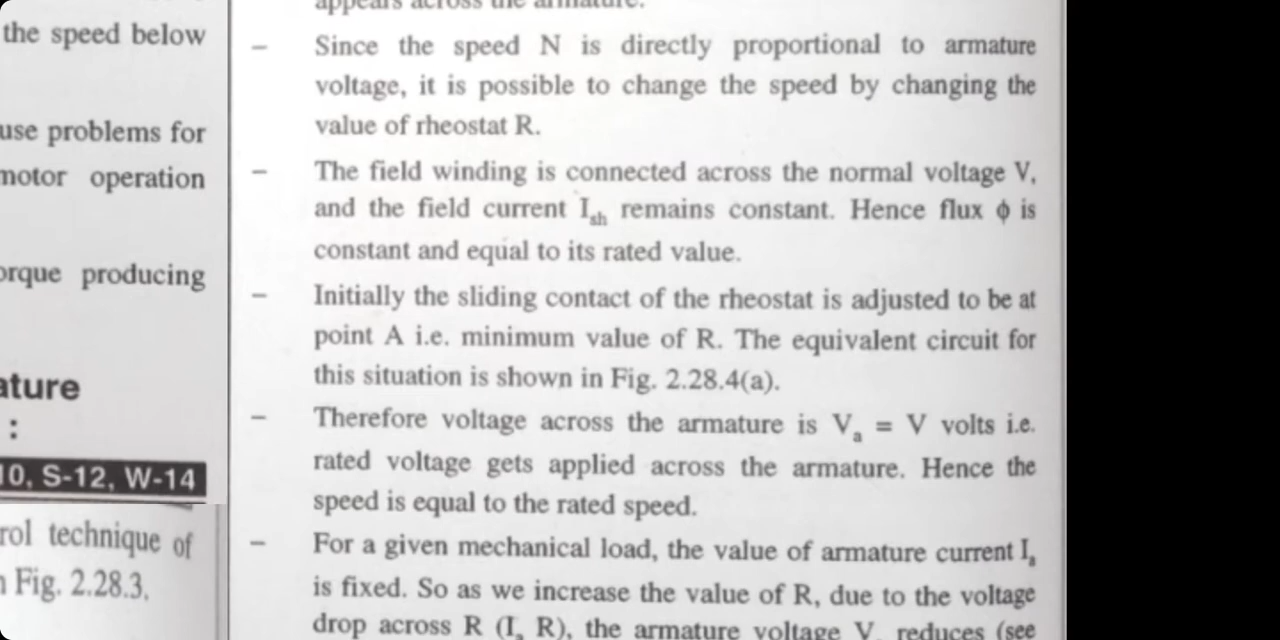 the speed below
use problems for
motor operation
orque producing
ature
:
10, S-12, W-14
rol technique of
Fig. 2.28.3.
appears across the armature.
– Since the speed N is directly proportional to armature
voltage, it is possible to change the speed by changing the
value of rheostat R.
– The field winding is connected across the normal voltage V,
and the field current Ish remains constant. Hence flux ϕ is
constant and equal to its rated value.
– Initially the sliding contact of the rheostat is adjusted to be at
point A i.e. minimum value of R. The equivalent circuit for
this situation is shown in Fig. 2.28.4(a).
– Therefore voltage across the armature is Va = V volts i.e.
rated voltage gets applied across the armature. Hence the
speed is equal to the rated speed.
– For a given mechanical load, the value of armature current Ia
is fixed. So as we increase the value of R, due to the voltage
drop across R (Ia R), the armature voltage Va reduces (see